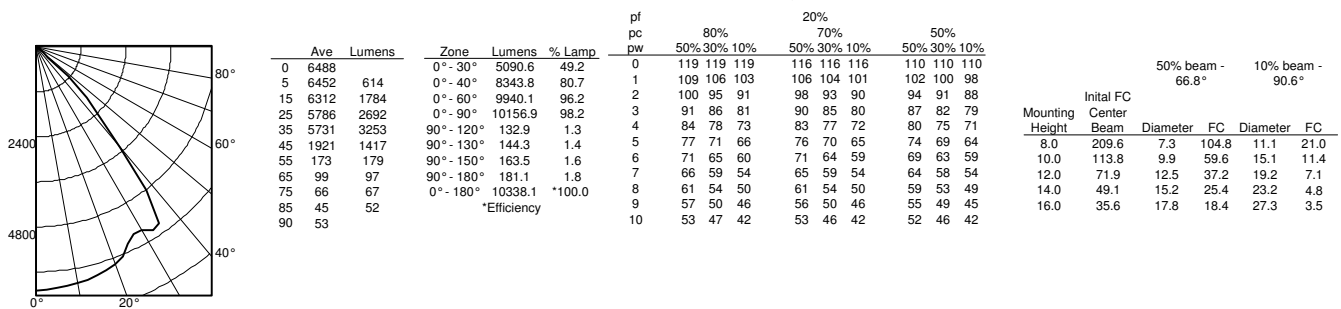 80°
60°
40°
2400
4800
0° 20°
Ave Lumens
0 6488
5 6452 614
15 6312 1784
25 5786 2692
35 5731 3253
45 1921 1417
55 173 179
65 99 97
75 66 67
85 45 52
90 53
Zone Lumens % Lamp
0°- 30° 5090.6 49.2
0°- 40° 8343.8 80.7
0°- 60° 9940.1 96.2
0°- 90° 10156.9 98.2
90°- 120° 132.9 1.3
90°- 130° 144.3 1.4
90°- 150° 163.5 1.6
90°- 180° 181.1 1.8
0°- 180° 10338.1 *100.0
*Efficiency
pf 20%
pc 80% 70% 50%
pw 50% 30% 10% 50% 30% 10% 50% 30% 10%
0 119 119 119 116 116 116 110 110 110
1 109 106 103 106 104 101 102 100 98
2 100 95 91 98 93 90 94 91 88
3 91 86 81 90 85 80 87 82 79
4 84 78 73 83 77 72 80 75 71
5 77 71 66 76 70 65 74 69 64
6 71 65 60 71 64 59 69 63 59
7 66 59 54 65 59 54 64 58 54
8 61 54 50 61 54 50 59 53 49
9 57 50 46 56 50 46 55 49 45
10 53 47 42 53 46 42 52 46 42
50% beam - 10% beam -
66.8° 90.6°
Inital FC
Mounting Center
Height Beam Diameter FC Diameter FC
8.0 209.6 7.3 104.8 11.1 21.0
10.0 113.8 9.9 59.6 15.1 11.4
12.0 71.9 12.5 37.2 19.2 7.1
14.0 49.1 15.2 25.4 23.2 4.8
16.0 35.6 17.8 18.4 27.3 3.5